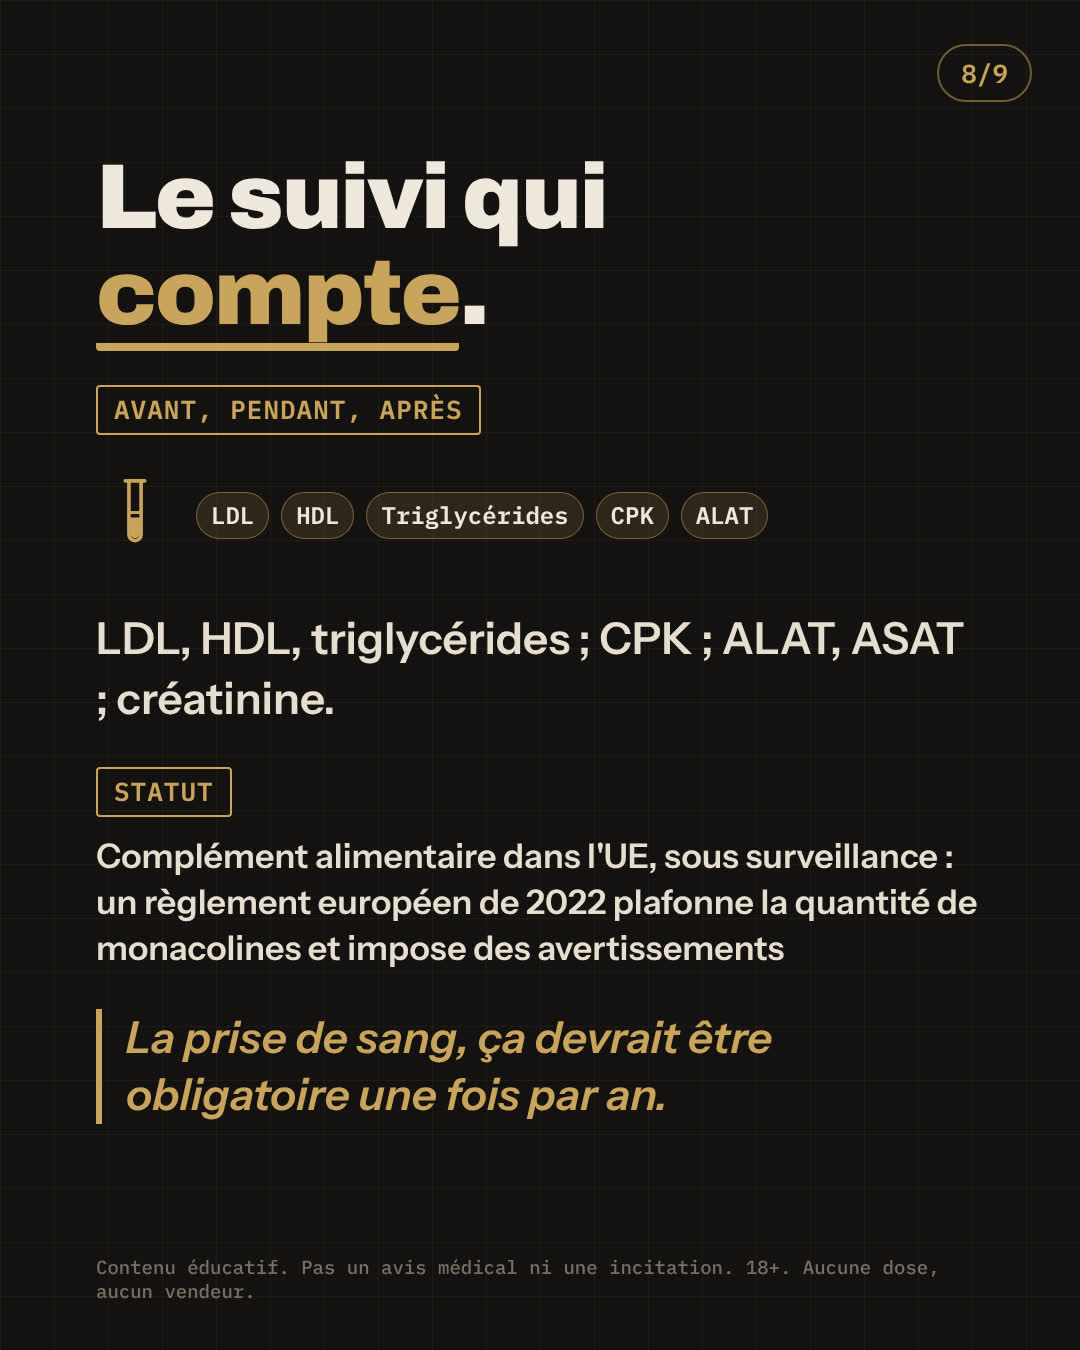 8/9
Le suivi qui
compte.
AVANT, PENDANT, APRÈS
LDL HDL Triglycérides CPK ALAT
LDL, HDL, triglycérides ; CPK ; ALAT, ASAT
; créatinine.
STATUT
Complément alimentaire dans l'UE, sous surveillance :
un règlement européen de 2022 plafonne la quantité de
monacolines et impose des avertissements
La prise de sang, ça devrait être
obligatoire une fois par an.
Contenu éducatif. Pas un avis médical ni une incitation. 18+. Aucune dose,
aucun vendeur.